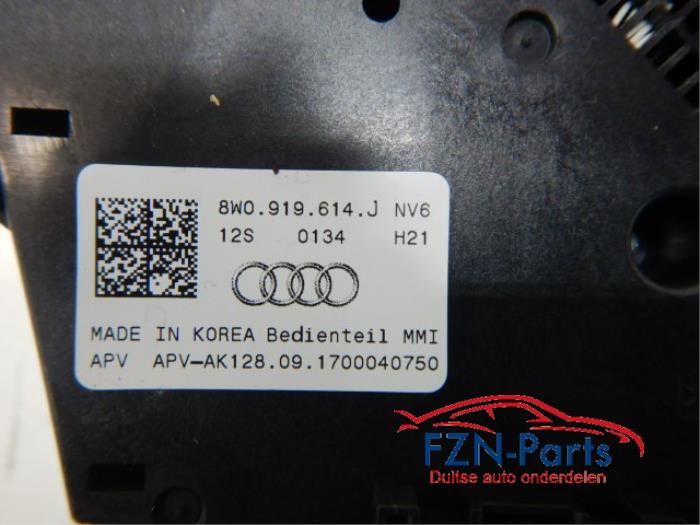 8W0.919.614.J NV6
12S 0134 H21
MADE IN KOREA Bedienteil MMI
APV APV-AK128.09.1700040750
FZN-Parts
Duitse auto onderdelen